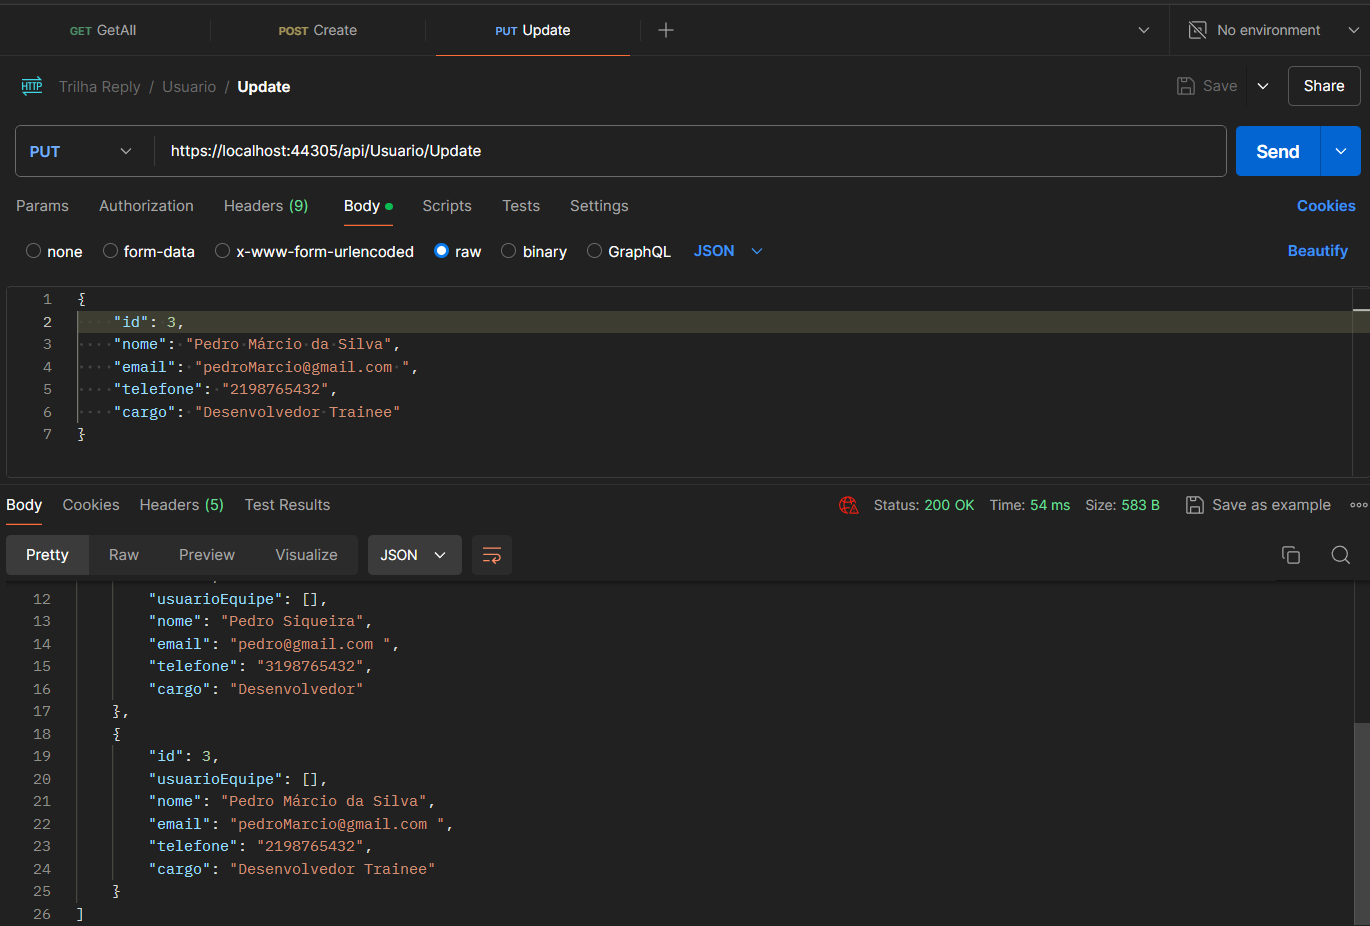 GET GetAll POST Create PUT Update No environment
HTTP Trilha Reply / Usuario / Update Save Share
PUT https://localhost:44305/api/Usuario/Update Send
Params Authorization Headers (9) Body Scripts Tests Settings Cookies
none form-data x-www-form-urlencoded raw binary GraphQL JSON Beautify
1 {
2 "id": 3,
3 "nome": "Pedro Márcio da Silva",
4 "email": "pedroMarcio@gmail.com ",
5 "telefone": "2198765432",
6 "cargo": "Desenvolvedor Trainee"
7 }
Body Cookies Headers (5) Test Results Status: 200 OK Time: 54 ms Size: 583 B Save as example
Pretty Raw Preview Visualize JSON
12 "usuarioEquipe": [],
13 "nome": "Pedro Siqueira",
14 "email": "pedro@gmail.com ",
15 "telefone": "3198765432",
16 "cargo": "Desenvolvedor"
17 },
18 {
19 "id": 3,
20 "usuarioEquipe": [],
21 "nome": "Pedro Márcio da Silva",
22 "email": "pedroMarcio@gmail.com ",
23 "telefone": "2198765432",
24 "cargo": "Desenvolvedor Trainee"
25 }
26 ]